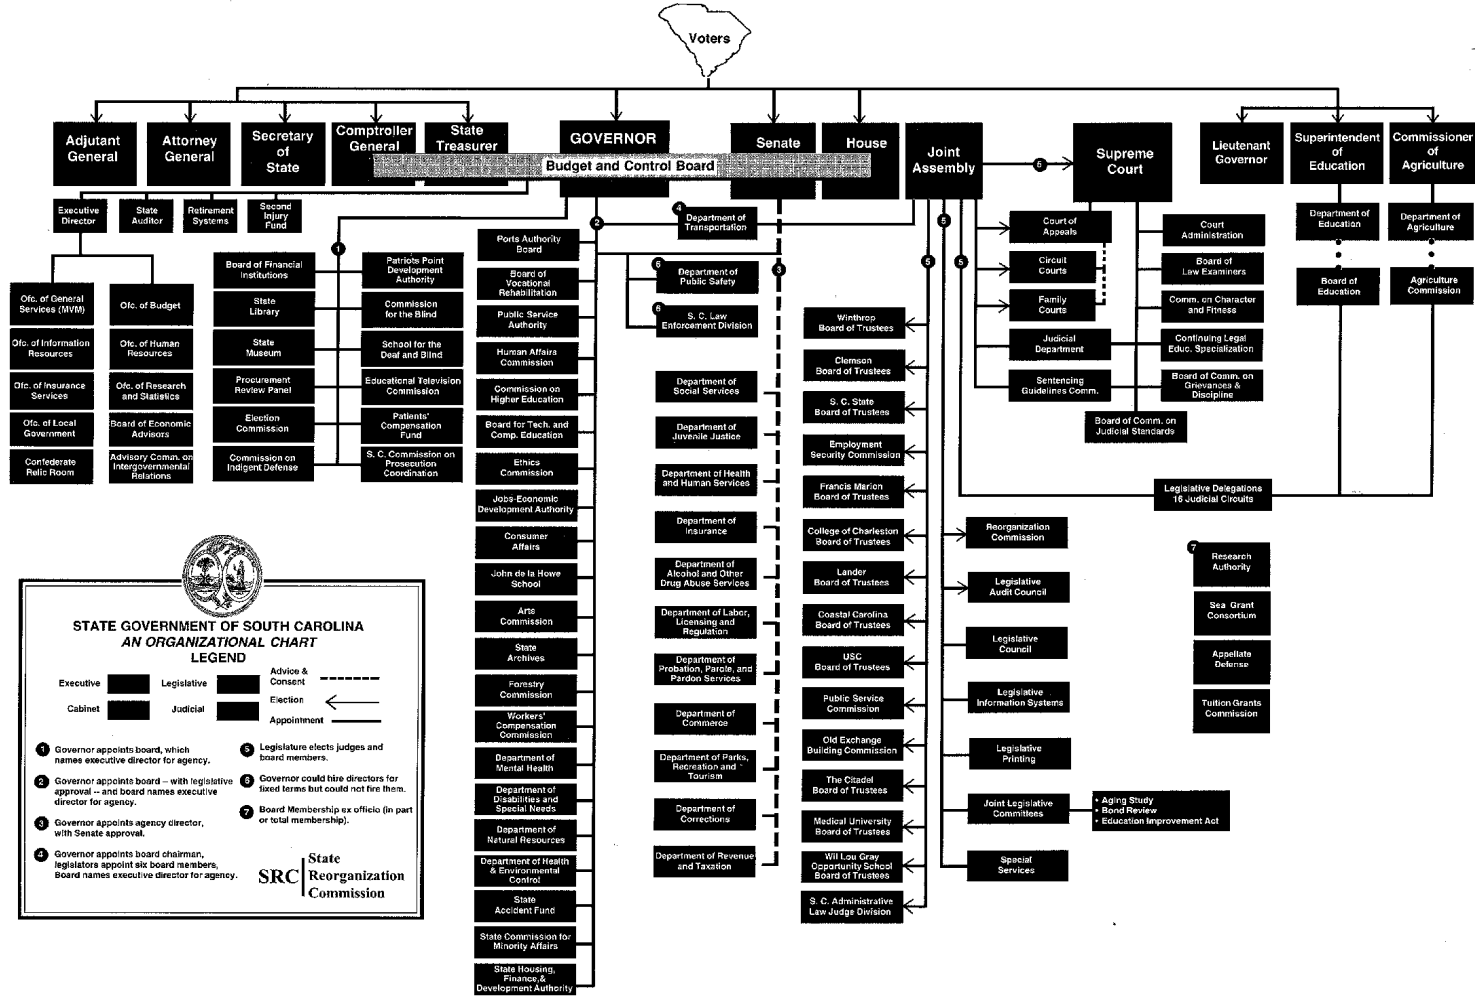 Voters
Adjutant
General
Attorney
General
Secretary
of
State
Comptroller
General
State
Treasurer
GOVERNOR
Senate
House
Budget and Control Board
Joint
Assembly
5
Supreme
Court
Lieutenant
Governor
Superintendent
of
Education
Commissioner
of
Agriculture
Executive
Director
State
Auditor
Retirement
Systems
Second
Injury
Fund
Ofc. of General
Services (MVM)
Ofc. of Information
Resources
Ofc. of Insurance
Services
Ofc. of Local
Government
Confederate
Relic Room
Ofc. of Budget
Ofc. of Human
Resources
Ofc. of Research
and Statistics
Board of Economic
Advisors
Advisory Comm. on
Intergovernmental
Relations
1
Board of Financial
Institutions
State
Library
State
Museum
Procurement
Review Panel
Election
Commission
Commission on
Indigent Defense
Patriots Point
Development
Authority
Commission
for the Blind
School for the
Deaf and Blind
Educational Television
Commission
Patients'
Compensation
Fund
S. C. Commission on
Prosecution
Coordination
2
Ports Authority
Board
Board of
Vocational
Rehabilitation
Public Service
Authority
Human Affairs
Commission
Commission on
Higher Education
Board for Tech. and
Comp. Education
Ethics
Commission
Jobs-Economic
Development Authority
Consumer
Affairs
John de la Howe
School
Arts
Commission
State
Archives
Forestry
Commission
Workers'
Compensation
Commission
Department of
Mental Health
Department of
Disabilities and
Special Needs
Department of
Natural Resources
Department of Health
& Environmental
Control
State
Accident Fund
State Commission for
Minority Affairs
State Housing,
Finance,&
Development Authority
4
Department of
Transportation
6
Department of
Public Safety
6
S. C. Law
Enforcement Division
3
Department of
Social Services
Department of
Juvenile Justice
Department of Health
and Human Services
Department of
Insurance
Department of
Alcohol and Other
Drug Abuse Services
Department of Labor,
Licensing and
Regulation
Department of
Probation, Parole, and
Pardon Services
Department of
Commerce
Department of Parks,
Recreation and
Tourism
Department of
Corrections
Department of Revenue
and Taxation
5
5
5
Winthrop
Board of Trustees
Clemson
Board of Trustees
S. C. State
Board of Trustees
Employment
Security Commission
Francis Marion
Board of Trustees
College of Charleston
Board of Trustees
Lander
Board of Trustees
Coastal Carolina
Board of Trustees
USC
Board of Trustees
Public Service
Commission
Old Exchange
Building Commission
The Citadel
Board of Trustees
Medical University
Board of Trustees
Wil Lou Gray
Opportunity School
Board of Trustees
S. C. Administrative
Law Judge Division
Court of
Appeals
Circuit
Courts
Family
Courts
Judicial
Department
Sentencing
Guidelines Comm.
Court
Administration
Board of
Law Examiners
Comm. on Character
and Fitness
Continuing Legal
Educ. Specialization
Board of Comm. on
Grievances &
Discipline
Board of Comm. on
Judicial Standards
Department of
Education
Board of
Education
Department of
Agriculture
Agriculture
Commission
Legislative Delegations
16 Judicial Circuits
Reorganization
Commission
Legislative
Audit Council
Legislative
Council
Legislative
Information Systems
Legislative
Printing
Joint Legislative
Committees
• Aging Study
• Bond Review
• Education Improvement Act
Special
Services
7
Research
Authority
Sea Grant
Consortium
Appellate
Defense
Tuition Grants
Commission
STATE GOVERNMENT OF SOUTH CAROLINA
AN ORGANIZATIONAL CHART
LEGEND
Executive
Legislative
Cabinet
Judicial
Advice &
Consent
Election
Appointment
1 Governor appoints board, which
names executive director for agency.
2 Governor appoints board -- with legislative
approval -- and board names executive
director for agency.
3 Governor appoints agency director,
with Senate approval.
4 Governor appoints board chairman,
legislators appoint six board members,
Board names executive director for agency.
5 Legislature elects judges and
board members.
6 Governor could hire directors for
fixed terms but could not fire them.
7 Board Membership ex officio (in part
or total membership).
SRC
State
Reorganization
Commission